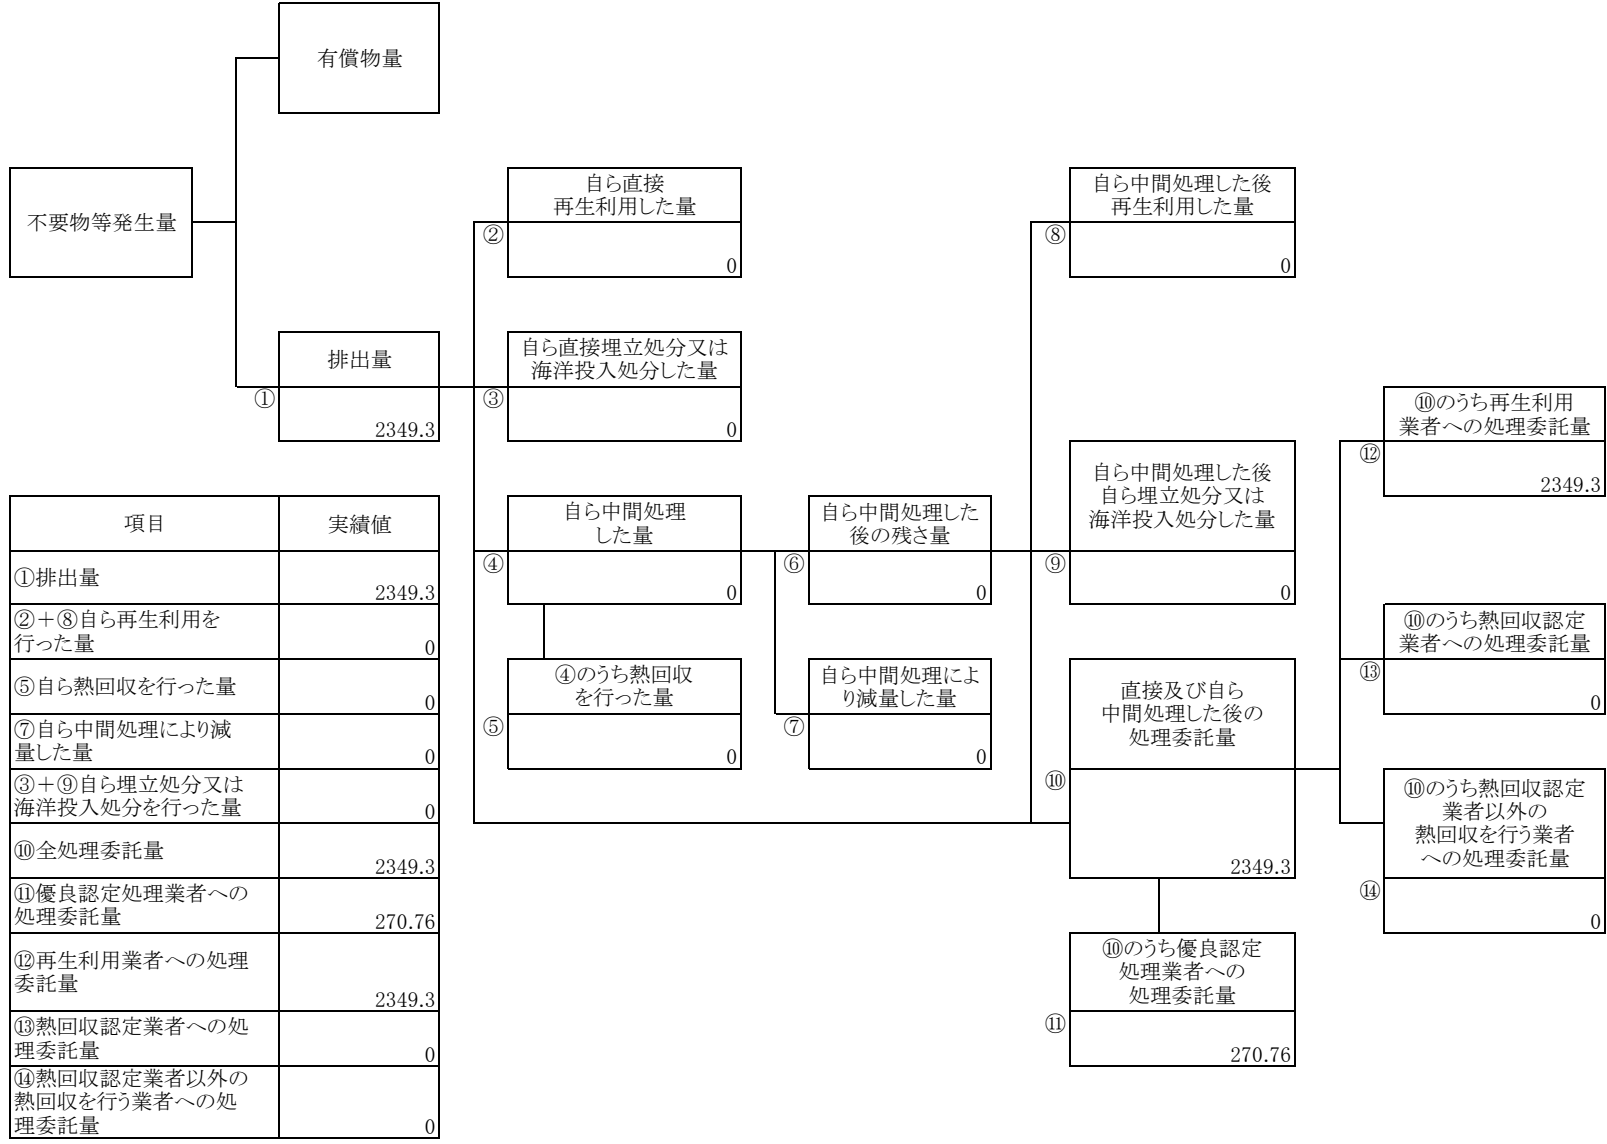 有償物量
不要物等発生量
自ら直接
再生利用した量
②
0
自ら中間処理した後
再生利用した量
⑧
0
排出量
①
2349.3
自ら直接埋立処分又は
海洋投入処分した量
③
0
⑩のうち再生利用
業者への処理委託量
⑫
2349.3
自ら中間処理
した量
④
0
自ら中間処理した
後の残さ量
⑥
0
自ら中間処理した後
自ら埋立処分又は
海洋投入処分した量
⑨
0
④のうち熱回収
を行った量
⑤
0
自ら中間処理によ
り減量した量
⑦
0
直接及び自ら
中間処理した後の
処理委託量
⑩
2349.3
⑩のうち熱回収認定
業者への処理委託量
⑬
0
⑩のうち熱回収認定
業者以外の
熱回収を行う業者
への処理委託量
⑭
0
⑩のうち優良認定
処理業者への
処理委託量
⑪
270.76
項目 実績値
①排出量
2349.3
②＋⑧自ら再生利用を
行った量
0
⑤自ら熱回収を行った量
0
⑦自ら中間処理により減
量した量
0
③＋⑨自ら埋立処分又は
海洋投入処分を行った量
0
⑩全処理委託量
2349.3
⑪優良認定処理業者への
処理委託量
270.76
⑫再生利用業者への処理
委託量
2349.3
⑬熱回収認定業者への処
理委託量
0
⑭熱回収認定業者以外の
熱回収を行う業者への処
理委託量
0